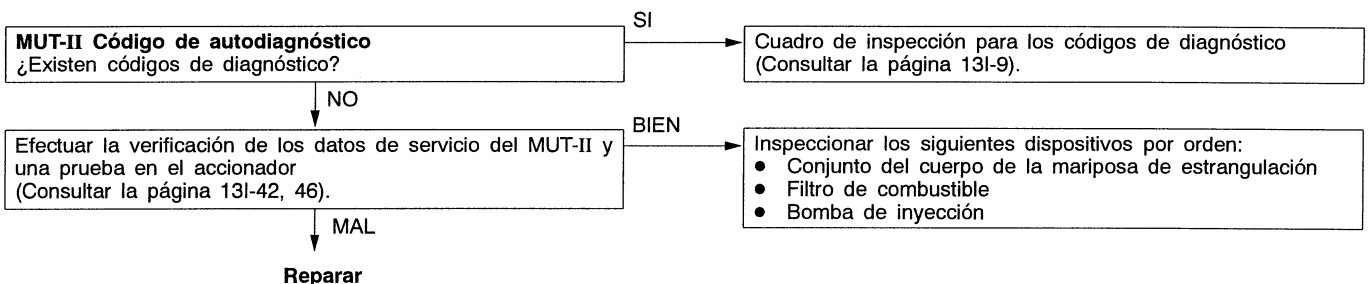 MUT-II Código de autodiagnóstico
¿Existen códigos de diagnóstico?
SI
Cuadro de inspección para los códigos de diagnóstico
(Consultar la página 13I-9).
NO
Efectuar la verificación de los datos de servicio del MUT-II y
una prueba en el accionador
(Consultar la página 13I-42, 46).
BIEN
Inspeccionar los siguientes dispositivos por orden:
● Conjunto del cuerpo de la mariposa de estrangulación
● Filtro de combustible
● Bomba de inyección
MAL
Reparar